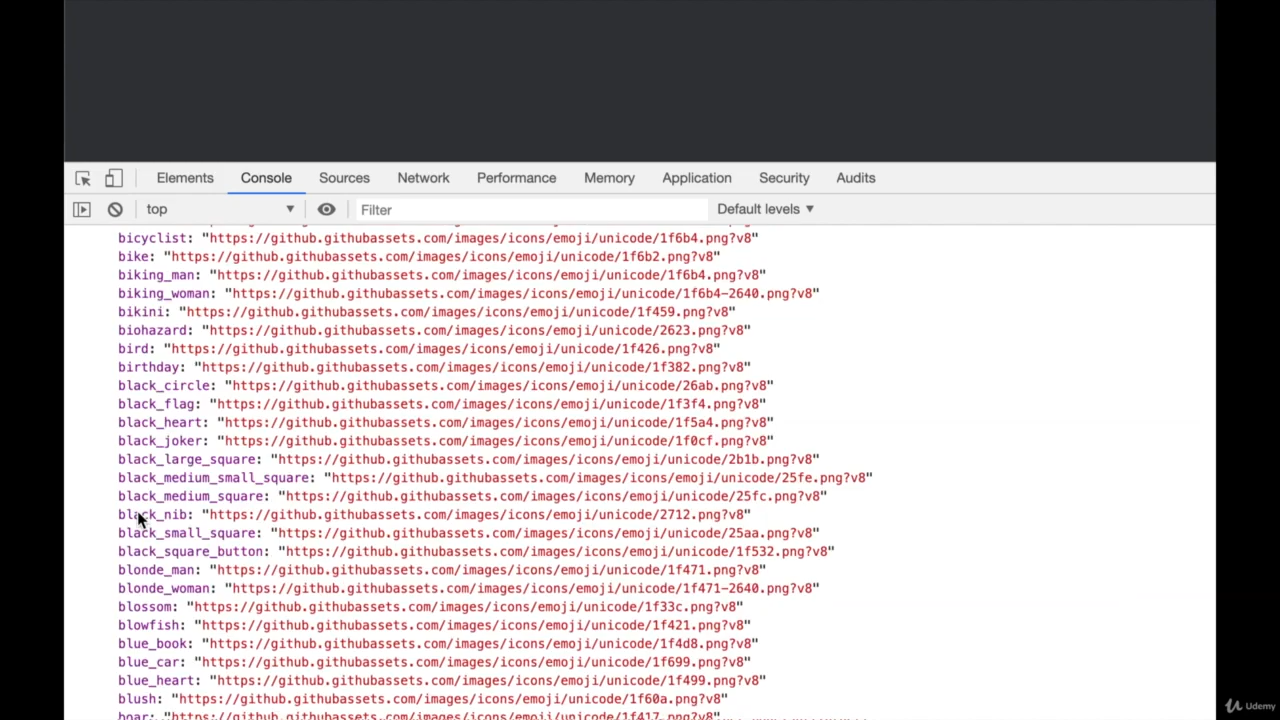 Elements Console Sources Network Performance Memory Application Security Audits
top ▼ Filter Default levels ▼
bicyclist: "https://github.githubassets.com/images/icons/emoji/unicode/1f6b4.png?v8"
bike: "https://github.githubassets.com/images/icons/emoji/unicode/1f6b2.png?v8"
biking_man: "https://github.githubassets.com/images/icons/emoji/unicode/1f6b4.png?v8"
biking_woman: "https://github.githubassets.com/images/icons/emoji/unicode/1f6b4-2640.png?v8"
bikini: "https://github.githubassets.com/images/icons/emoji/unicode/1f459.png?v8"
biohazard: "https://github.githubassets.com/images/icons/emoji/unicode/2623.png?v8"
bird: "https://github.githubassets.com/images/icons/emoji/unicode/1f426.png?v8"
birthday: "https://github.githubassets.com/images/icons/emoji/unicode/1f382.png?v8"
black_circle: "https://github.githubassets.com/images/icons/emoji/unicode/26ab.png?v8"
black_flag: "https://github.githubassets.com/images/icons/emoji/unicode/1f3f4.png?v8"
black_heart: "https://github.githubassets.com/images/icons/emoji/unicode/1f5a4.png?v8"
black_joker: "https://github.githubassets.com/images/icons/emoji/unicode/1f0cf.png?v8"
black_large_square: "https://github.githubassets.com/images/icons/emoji/unicode/2b1b.png?v8"
black_medium_small_square: "https://github.githubassets.com/images/icons/emoji/unicode/25fe.png?v8"
black_medium_square: "https://github.githubassets.com/images/icons/emoji/unicode/25fc.png?v8"
black_nib: "https://github.githubassets.com/images/icons/emoji/unicode/2712.png?v8"
black_small_square: "https://github.githubassets.com/images/icons/emoji/unicode/25aa.png?v8"
black_square_button: "https://github.githubassets.com/images/icons/emoji/unicode/1f532.png?v8"
blonde_man: "https://github.githubassets.com/images/icons/emoji/unicode/1f471.png?v8"
blonde_woman: "https://github.githubassets.com/images/icons/emoji/unicode/1f471-2640.png?v8"
blossom: "https://github.githubassets.com/images/icons/emoji/unicode/1f33c.png?v8"
blowfish: "https://github.githubassets.com/images/icons/emoji/unicode/1f421.png?v8"
blue_book: "https://github.githubassets.com/images/icons/emoji/unicode/1f4d8.png?v8"
blue_car: "https://github.githubassets.com/images/icons/emoji/unicode/1f699.png?v8"
blue_heart: "https://github.githubassets.com/images/icons/emoji/unicode/1f499.png?v8"
blush: "https://github.githubassets.com/images/icons/emoji/unicode/1f60a.png?v8"
boar: "https://github.githubassets.com/images/icons/emoji/unicode/1f417.png?v8"
Udemy